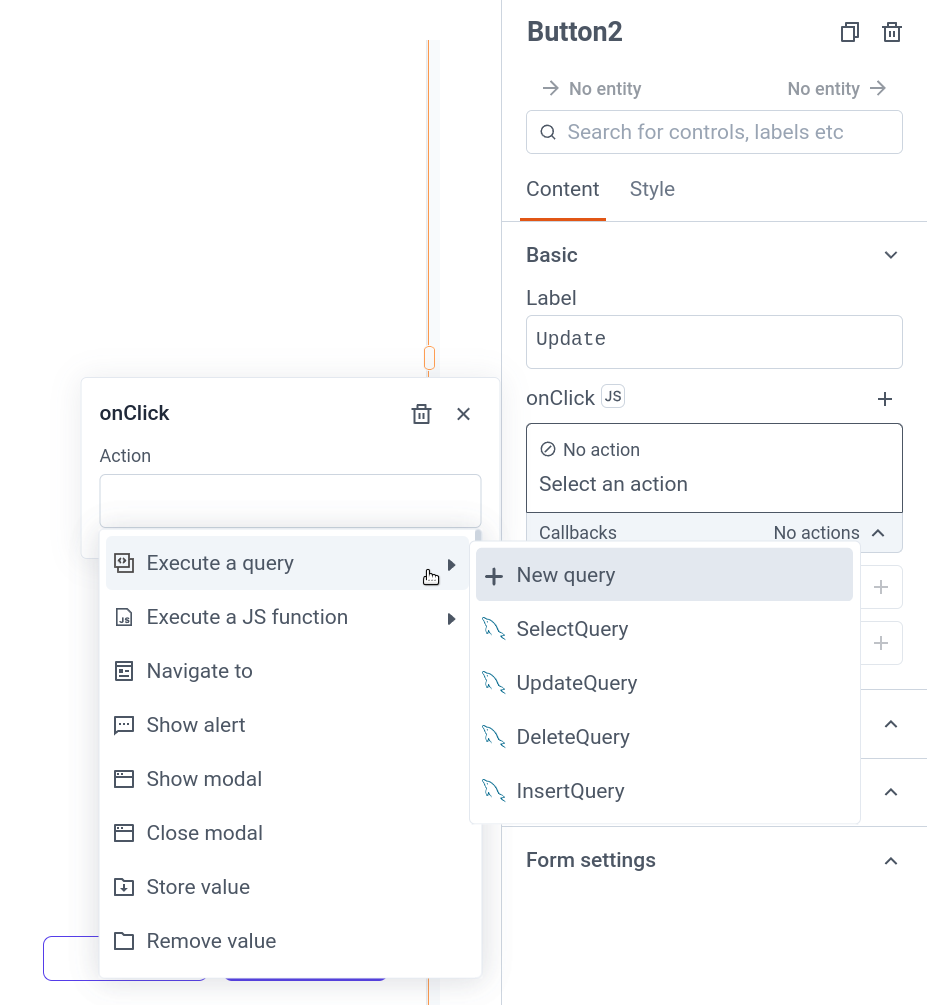 Button2
No entity
No entity
Search for controls, labels etc
Content
Style
Basic
Label
Update
onClick JS
No action
Select an action
Callbacks
No actions
onClick
Action
Execute a query
Execute a JS function
Navigate to
Show alert
Show modal
Close modal
Store value
Remove value
New query
SelectQuery
UpdateQuery
DeleteQuery
InsertQuery
Form settings